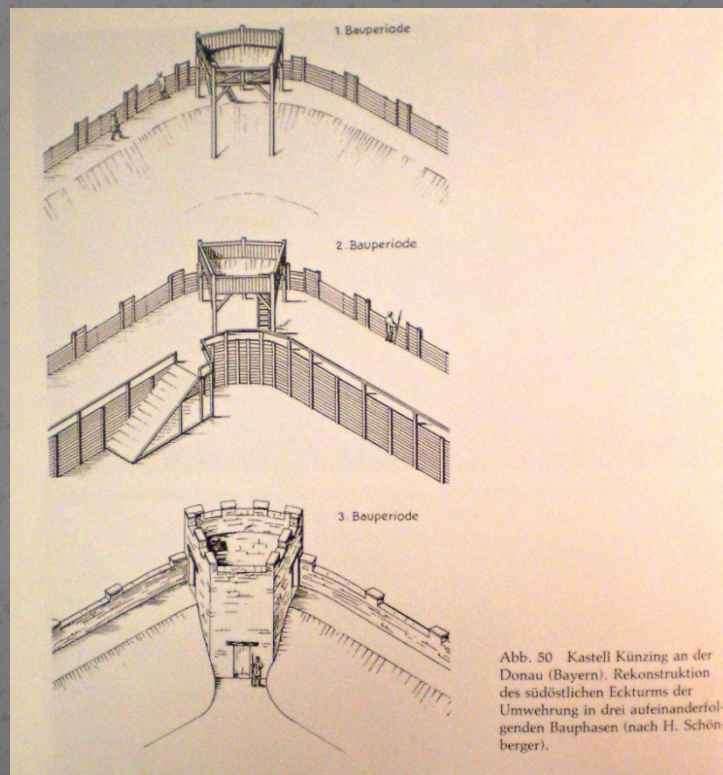 1. Bauperiode
2. Bauperiode
3. Bauperiode
Abb. 50 Kastell Künzing an der
Donau (Bayern). Rekonstruktion
des südöstlichen Eckturms der
Umwehrung in drei aufeinanderfol-
genden Bauphasen (nach H. Schön-
berger).